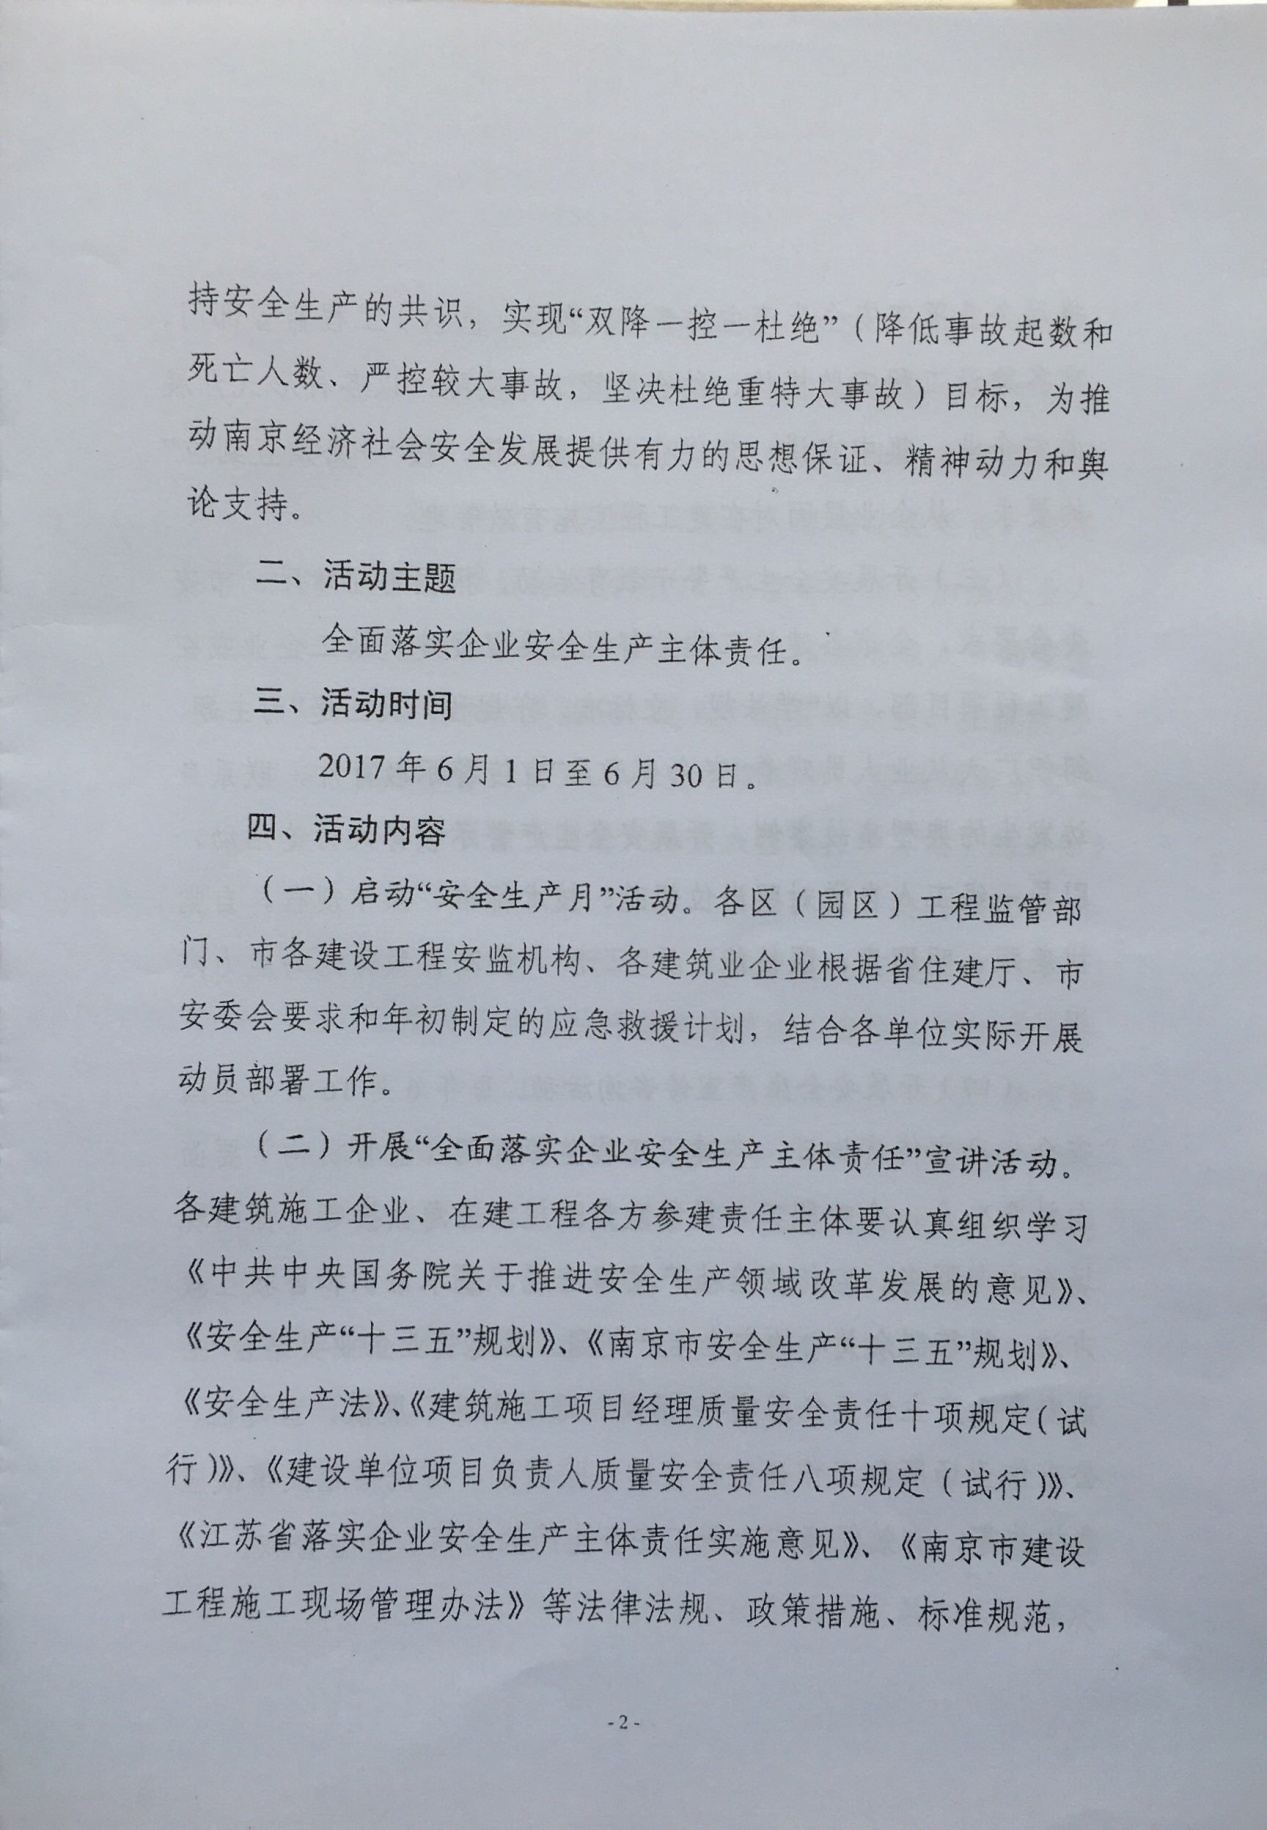 持安全生产的共识，实现“双降一控一杜绝”（降低事故起数和
死亡人数、严控较大事故，坚决杜绝重特大事故）目标，为推
动南京经济社会安全发展提供有力的思想保证、精神动力和舆
论支持。
二、活动主题
全面落实企业安全生产主体责任。
三、活动时间
2017年6月1日至6月30日。
四、活动内容
（一）启动“安全生产月”活动。各区（园区）工程监管部
门、市各建设工程安监机构、各建筑业企业根据省住建厅、市
安委会要求和年初制定的应急救援计划，结合各单位实际开展
动员部署工作。
（二）开展“全面落实企业安全生产主体责任”宣讲活动。
各建筑施工企业、在建工程各方参建责任主体要认真组织学习
《中共中央国务院关于推进安全生产领域改革发展的意见》、
《安全生产“十三五”规划》、《南京市安全生产“十三五”规划》、
《安全生产法》、《建筑施工项目经理质量安全责任十项规定（试
行）》、《建设单位项目负责人质量安全责任八项规定（试行）》、
《江苏省落实企业安全生产主体责任实施意见》、《南京市建设
工程施工现场管理办法》等法律法规、政策措施、标准规范，
- 2 -